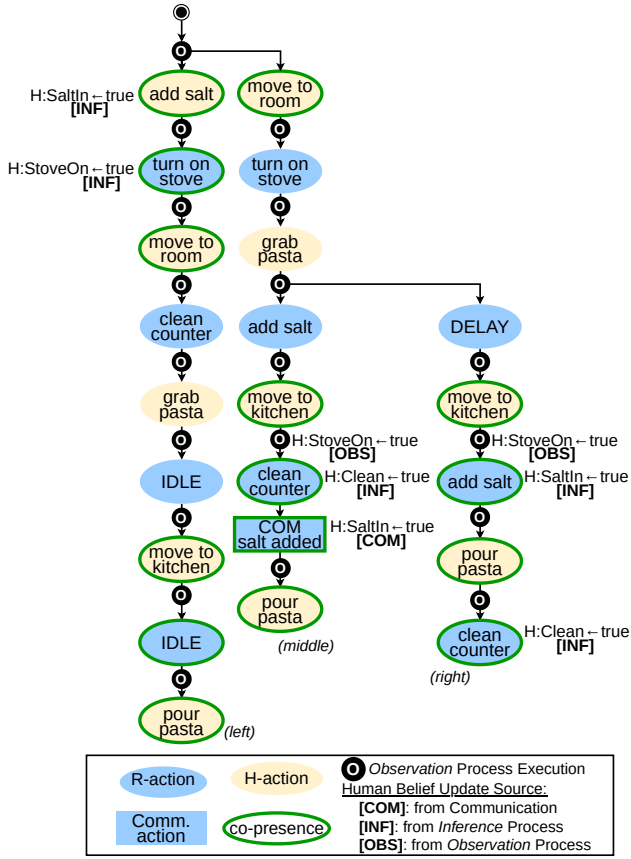 O
H:SaltIn←true
[INF]
add salt
move to
room
O
O
H:StoveOn←true
[INF]
turn on
stove
turn on
stove
O
O
move to
room
grab
pasta
O
O
clean
counter
add salt
DELAY
O
O
O
grab
pasta
move to
kitchen
move to
kitchen
O
O
H:StoveOn←true
[OBS]
O
H:StoveOn←true
[OBS]
IDLE
clean
counter
H:Clean←true
[INF]
add salt
H:SaltIn←true
[INF]
O
COM
salt added
H:SaltIn←true
[COM]
O
move to
kitchen
O
pour
pasta
O
pour
pasta
(middle)
O
IDLE
clean
counter
H:Clean←true
[INF]
(right)
O
pour
pasta
(left)
R-action
H-action
O Observation Process Execution
Human Belief Update Source:
Comm.
action
co-presence
[COM]: from Communication
[INF]: from Inference Process
[OBS]: from Observation Process